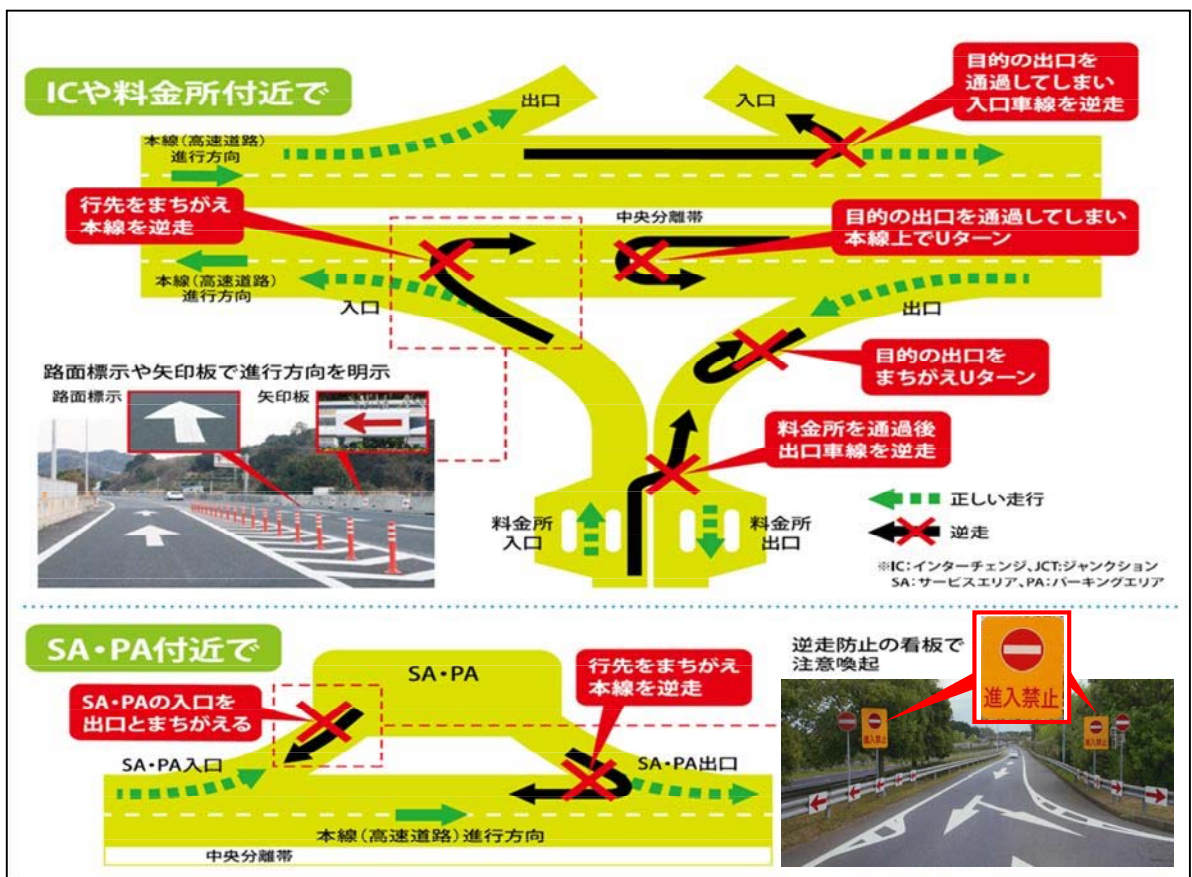 ICや料金所付近で
出口
入口
目的の出口を
通過してしまい
入口車線を逆走
本線(高速道路)
進行方向
行先をまちがえ
本線を逆走
中央分離帯
目的の出口を通過してしまい
本線上でUターン
本線(高速道路)
進行方向
入口
出口
目的の出口を
まちがえUターン
路面標示や矢印板で進行方向を明示
路面標示
矢印板
料金所を通過後
出口車線を逆走
料金所
入口
料金所
出口
正しい走行
逆走
※IC:インターチェンジ、JCT:ジャンクション
SA:サービスエリア、PA:パーキングエリア
SA・PA付近で
SA・PAの入口を
出口とまちがえる
SA・PA
行先をまちがえ
本線を逆走
SA・PA入口
SA・PA出口
本線(高速道路)進行方向
中央分離帯
逆走防止の看板で
注意喚起
進入禁止
進入禁止
進入禁止